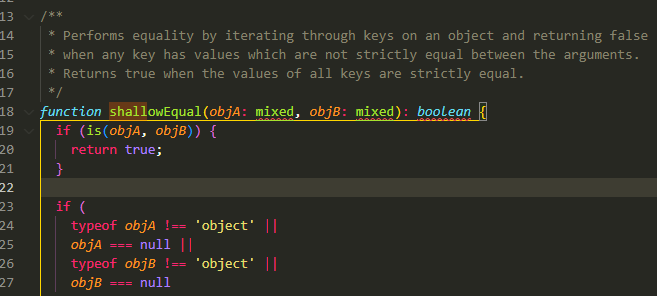 13 /**
14  * Performs equality by iterating through keys on an object and returning false
15  * when any key has values which are not strictly equal between the arguments.
16  * Returns true when the values of all keys are strictly equal.
17  */
18 function shallowEqual(objA: mixed, objB: mixed): boolean {
19   if (is(objA, objB)) {
20     return true;
21   }
22
23   if (
24     typeof objA !== 'object' ||
25     objA === null ||
26     typeof objB !== 'object' ||
27     objB === null